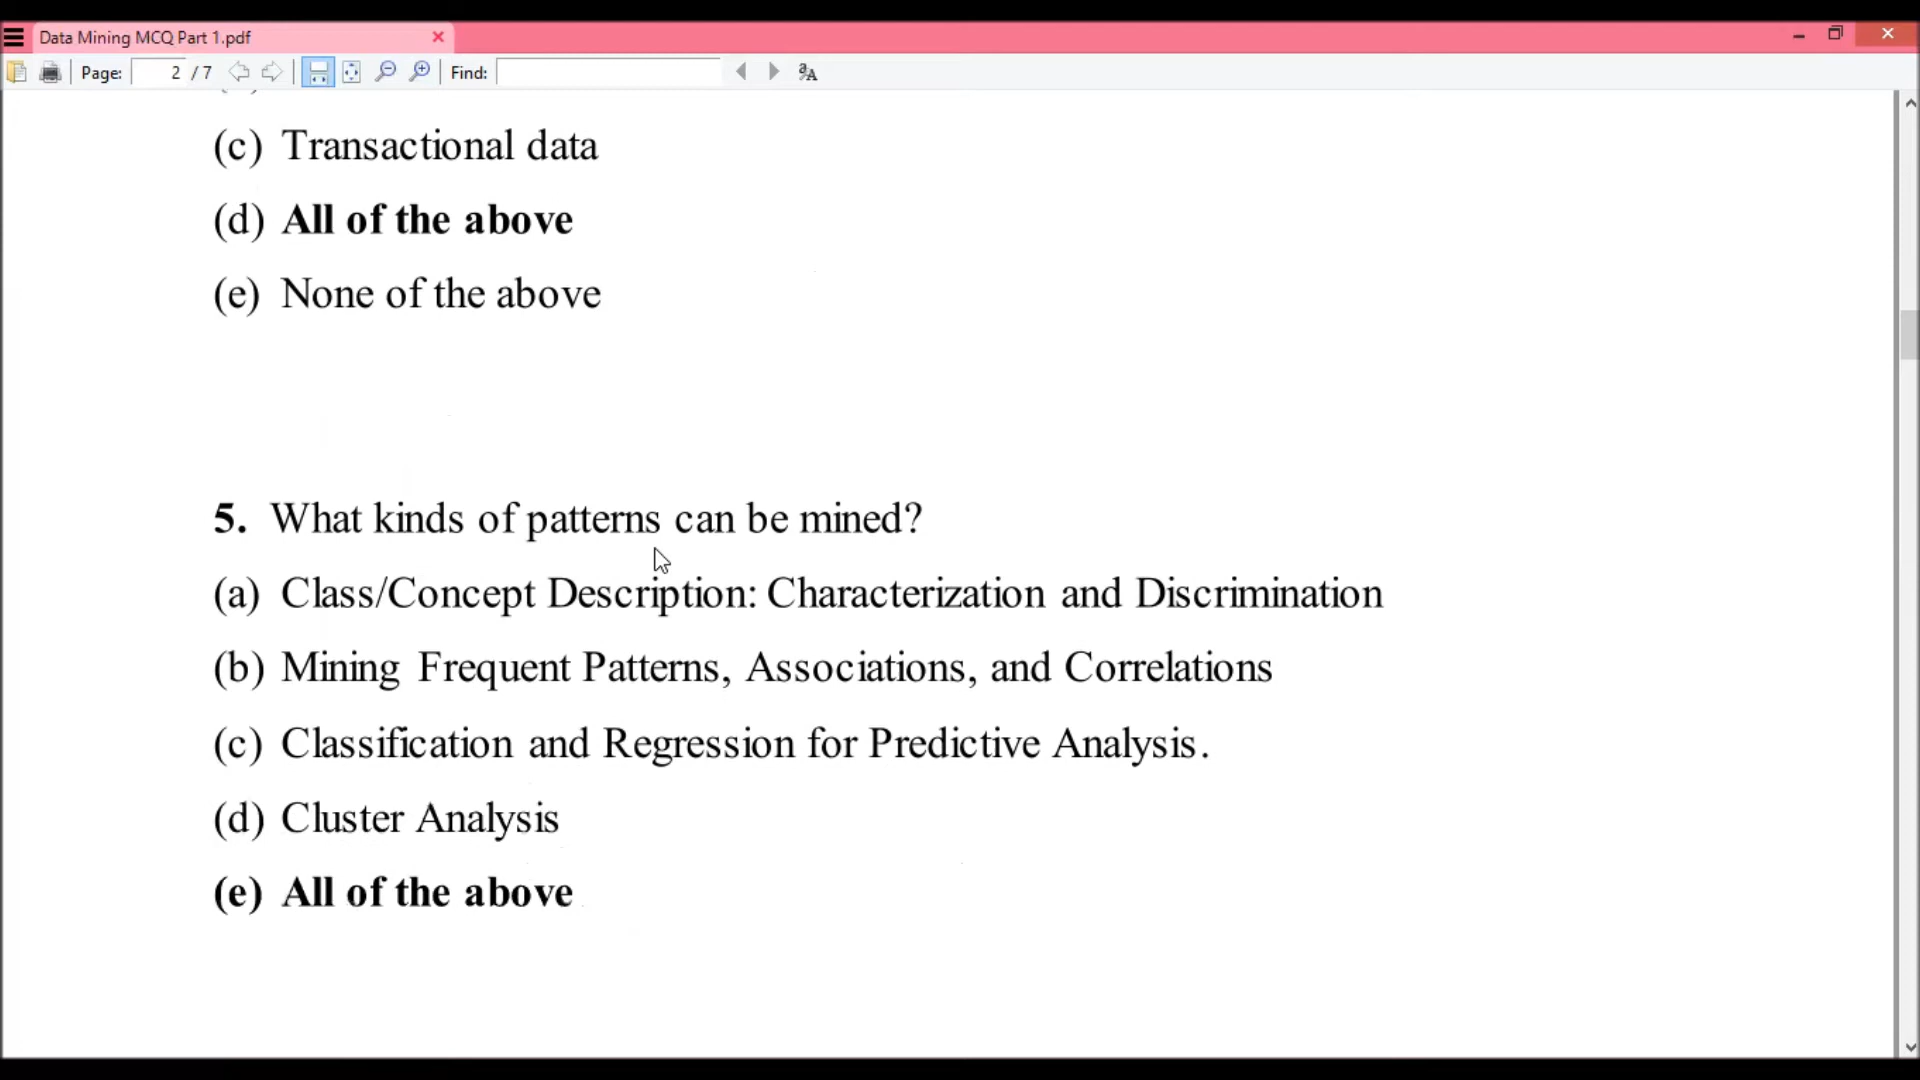 Data Mining MCQ Part 1.pdf
Page: 2 / 7 Find:
(c) Transactional data
(d) All of the above
(e) None of the above
5. What kinds of patterns can be mined?
(a) Class/Concept Description: Characterization and Discrimination
(b) Mining Frequent Patterns, Associations, and Correlations
(c) Classification and Regression for Predictive Analysis.
(d) Cluster Analysis
(e) All of the above